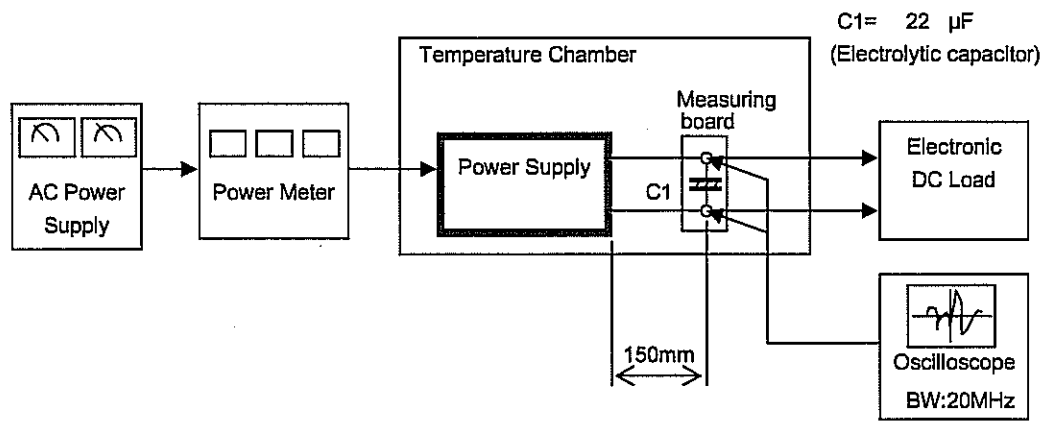 C1= 22 µF
(Electrolytic capacitor)
Temperature Chamber
Measuring
board
AC Power
Supply
Power Meter
Power Supply
C1
Electronic
DC Load
150mm
Oscilloscope
BW:20MHz